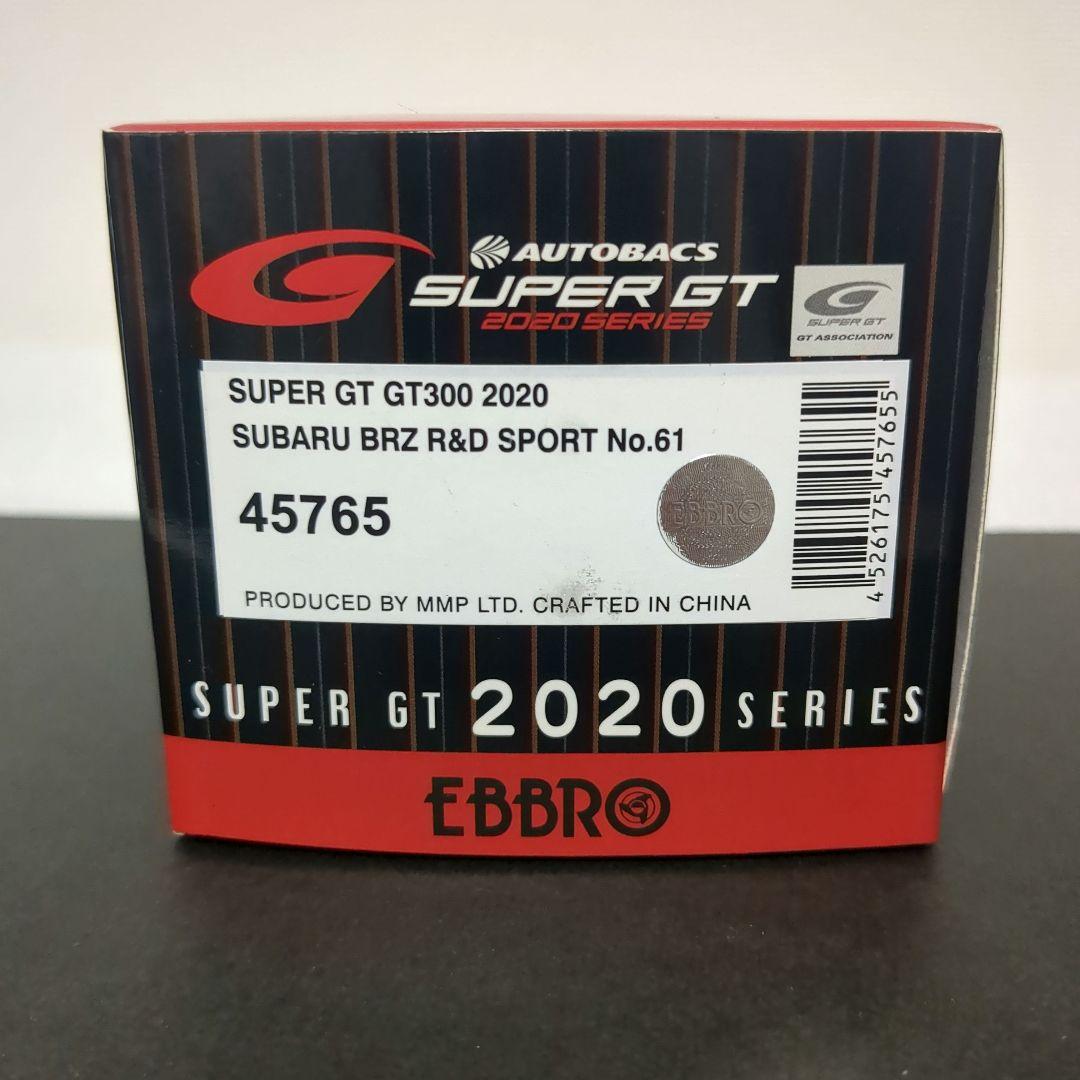 AUTOBACS
SUPER GT
2020 SERIES
SUPER GT
GT ASSOCIATION
SUPER GT GT300 2020
SUBARU BRZ R&D SPORT No.61
45765
EBBRO
4 526175 457655
PRODUCED BY MMP LTD. CRAFTED IN CHINA
SUPER GT 2020 SERIES
EBBRO